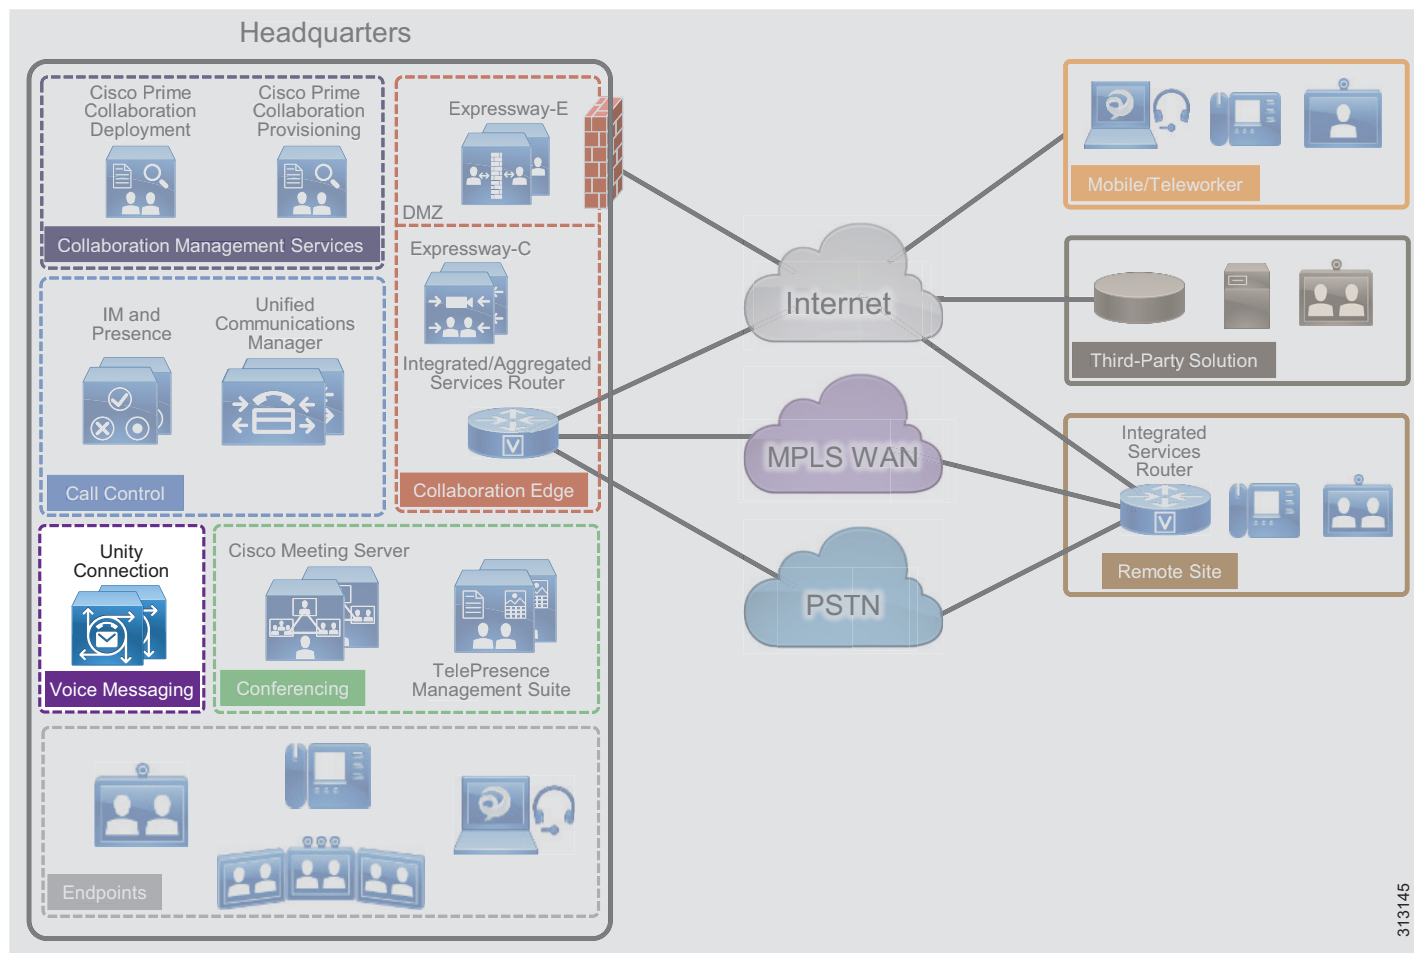 Headquarters
Cisco Prime
Collaboration
Deployment
Cisco Prime
Collaboration
Provisioning
Collaboration Management Services
Expressway-E
DMZ
Expressway-C
Integrated/Aggregated
Services Router
Collaboration Edge
IM and
Presence
Unified
Communications
Manager
Call Control
Unity
Connection
Voice Messaging
Cisco Meeting Server
Conferencing
TelePresence
Management Suite
Endpoints
Internet
MPLS WAN
PSTN
Mobile/Teleworker
Third-Party Solution
Integrated
Services
Router
Remote Site
V
V
313145